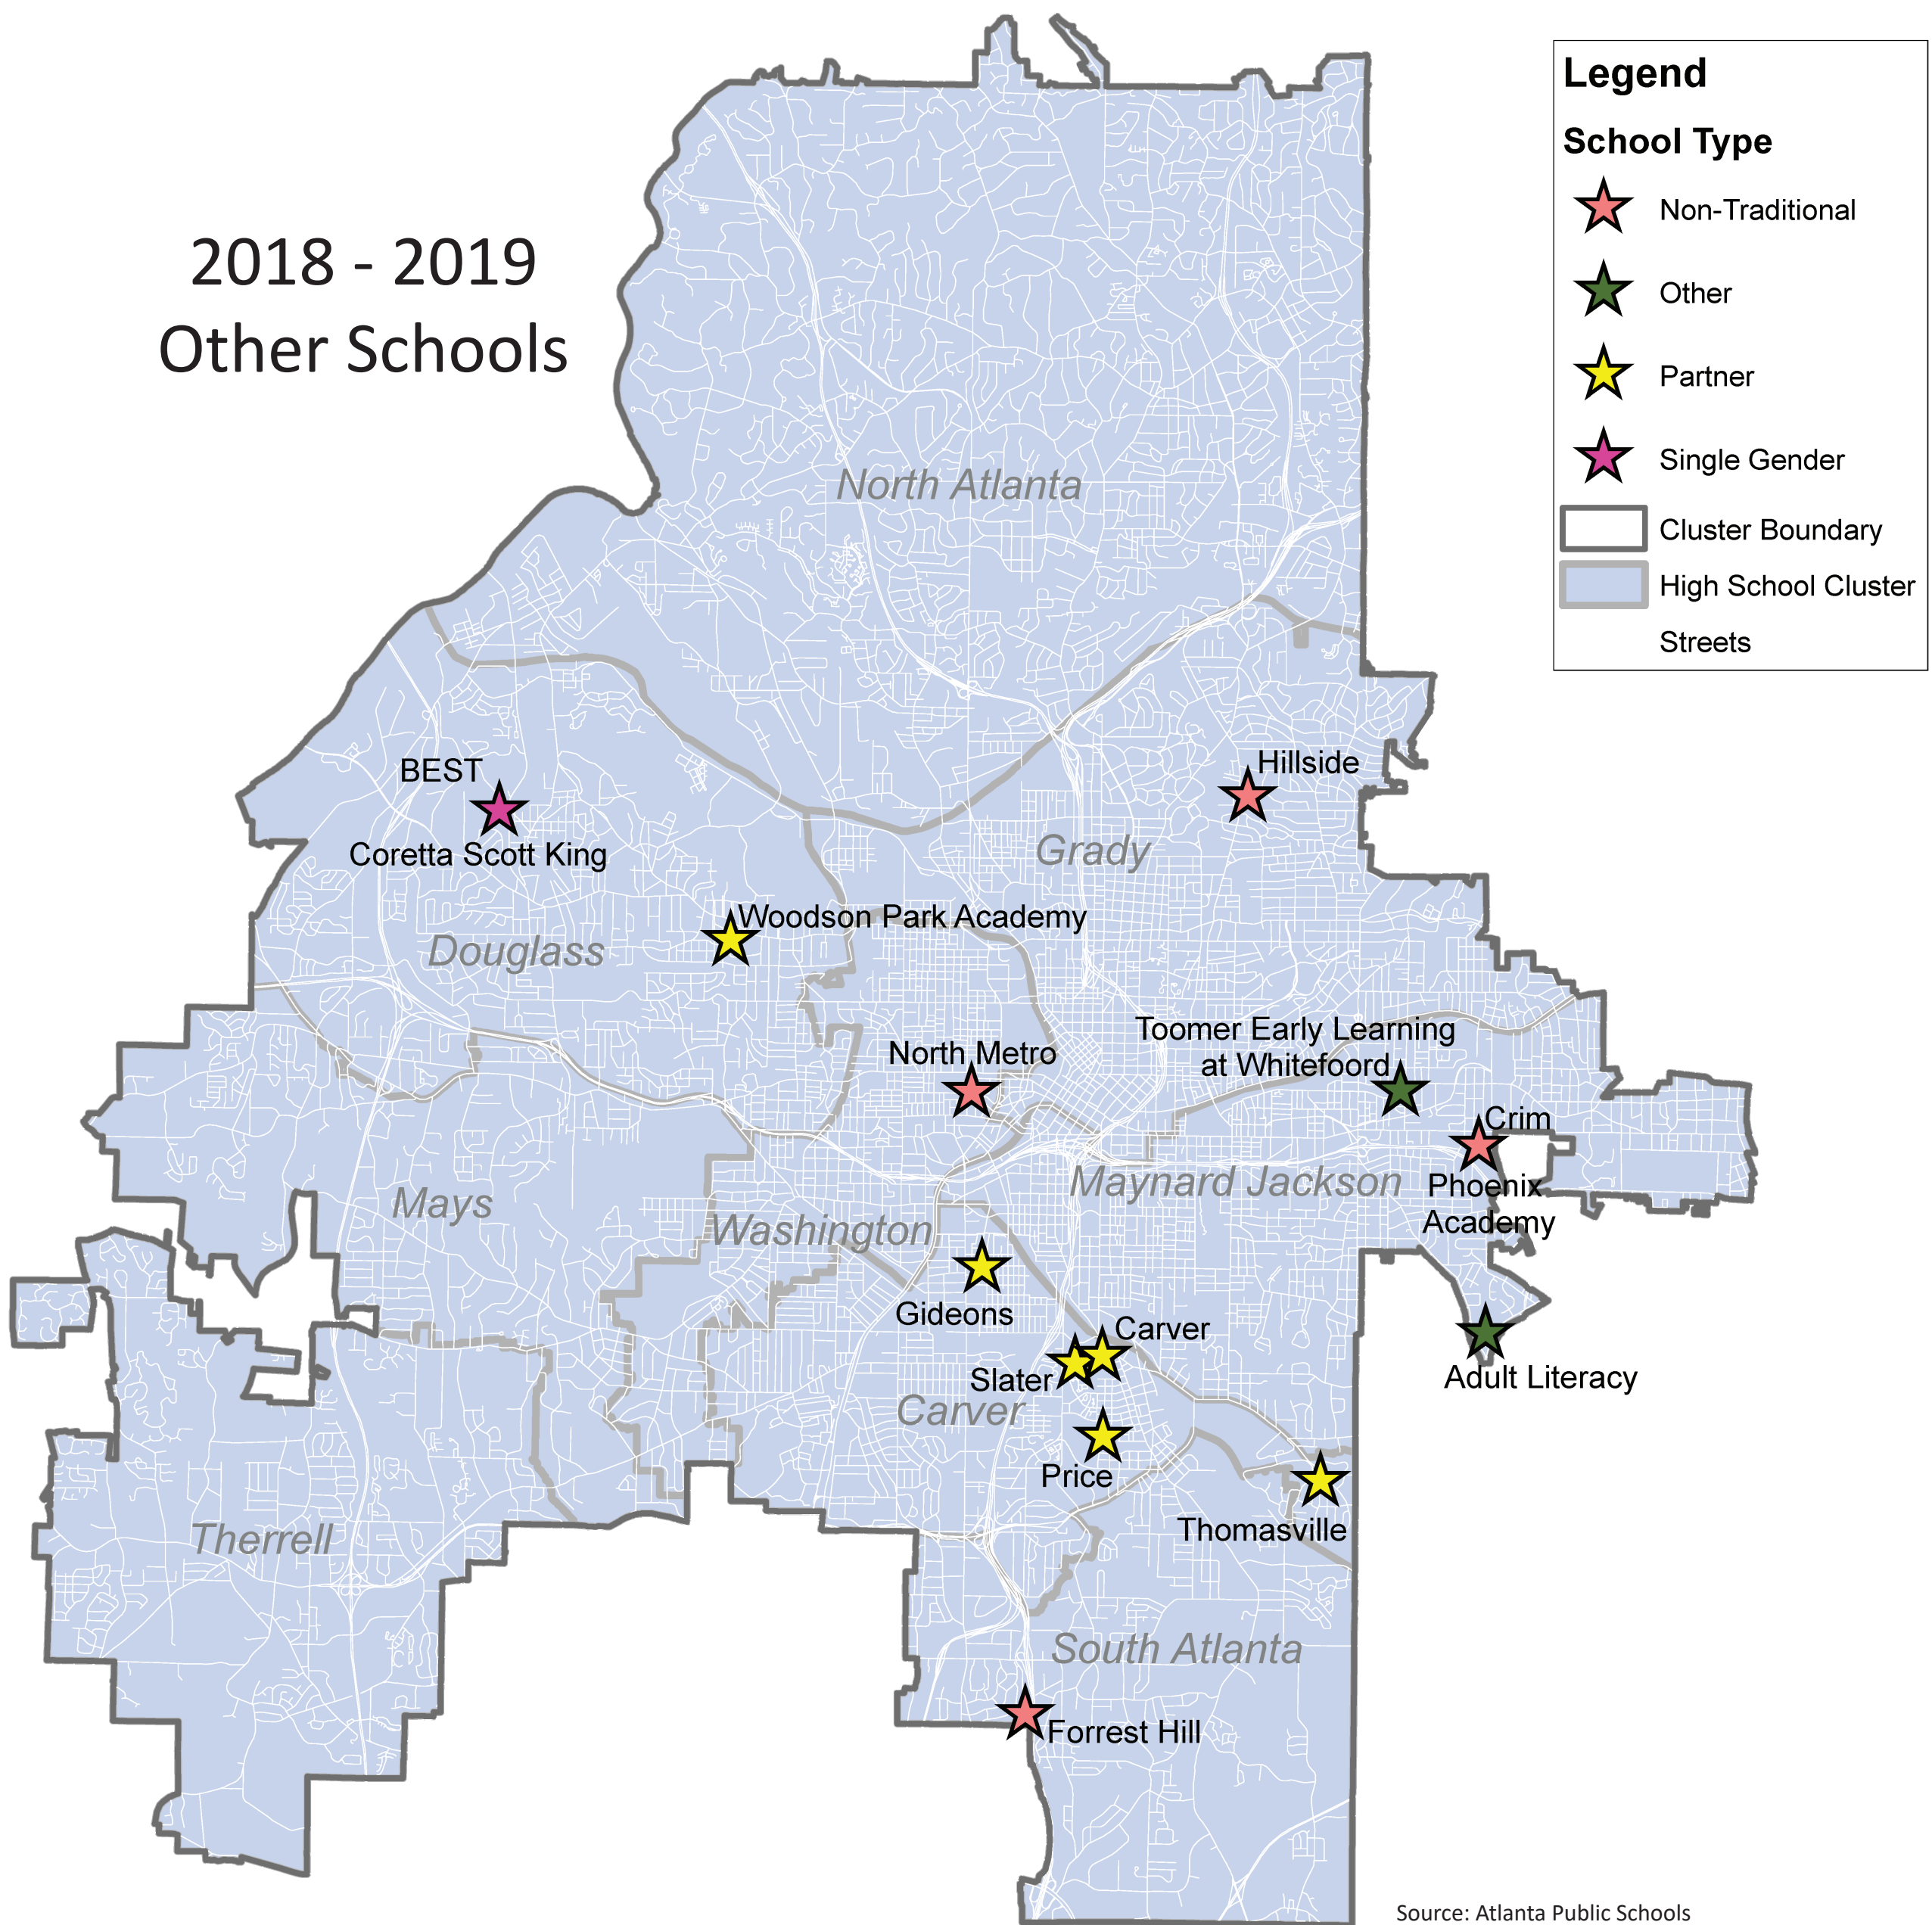 2018 - 2019
Other Schools
Legend
School Type
Non-Traditional
Other
Partner
Single Gender
Cluster Boundary
High School Cluster
Streets
North Atlanta
BEST
Coretta Scott King
Hillside
Grady
Woodson Park Academy
Douglass
North Metro
Toomer Early Learning
at Whitefoord
Crim
Phoenix
Academy
Maynard Jackson
Mays
Washington
Gideons
Carver
Slater
Carver
Adult Literacy
Price
Thomasville
Therrell
South Atlanta
Forrest Hill
Source: Atlanta Public Schools